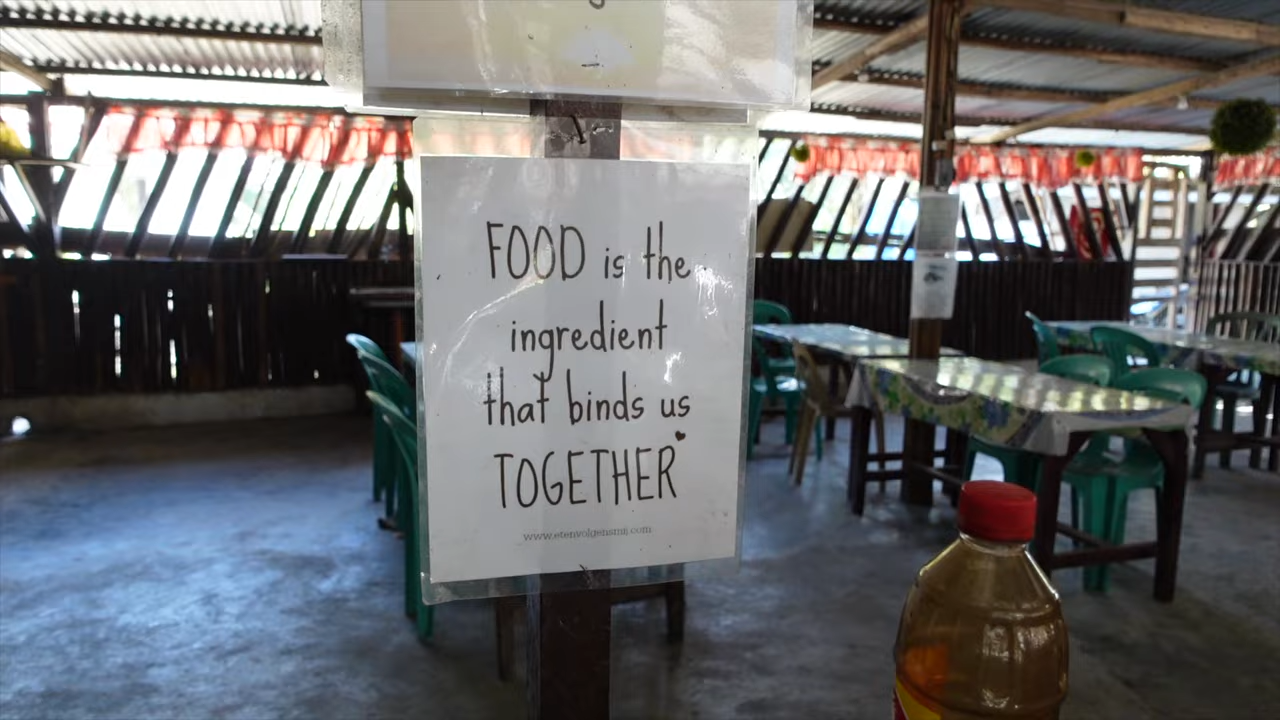 FOOD is the
ingredient
that binds us
TOGETHER
www.etenvolgensmij.com